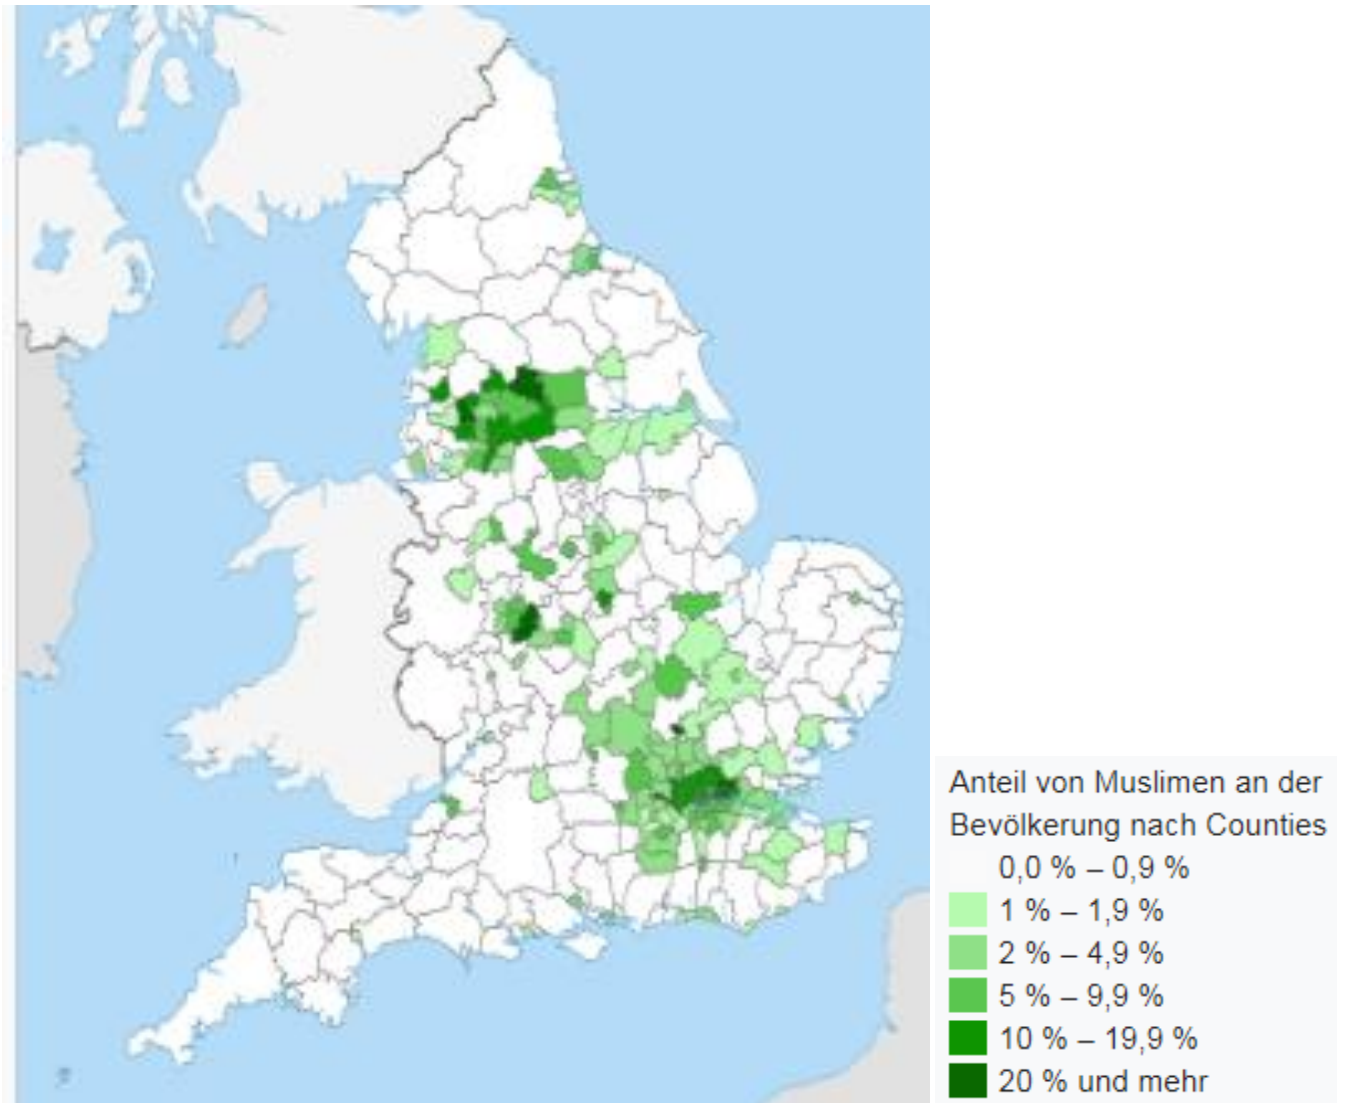 Anteil von Muslimen an der
Bevölkerung nach Counties
0,0 % – 0,9 %
1 % – 1,9 %
2 % – 4,9 %
5 % – 9,9 %
10 % – 19,9 %
20 % und mehr